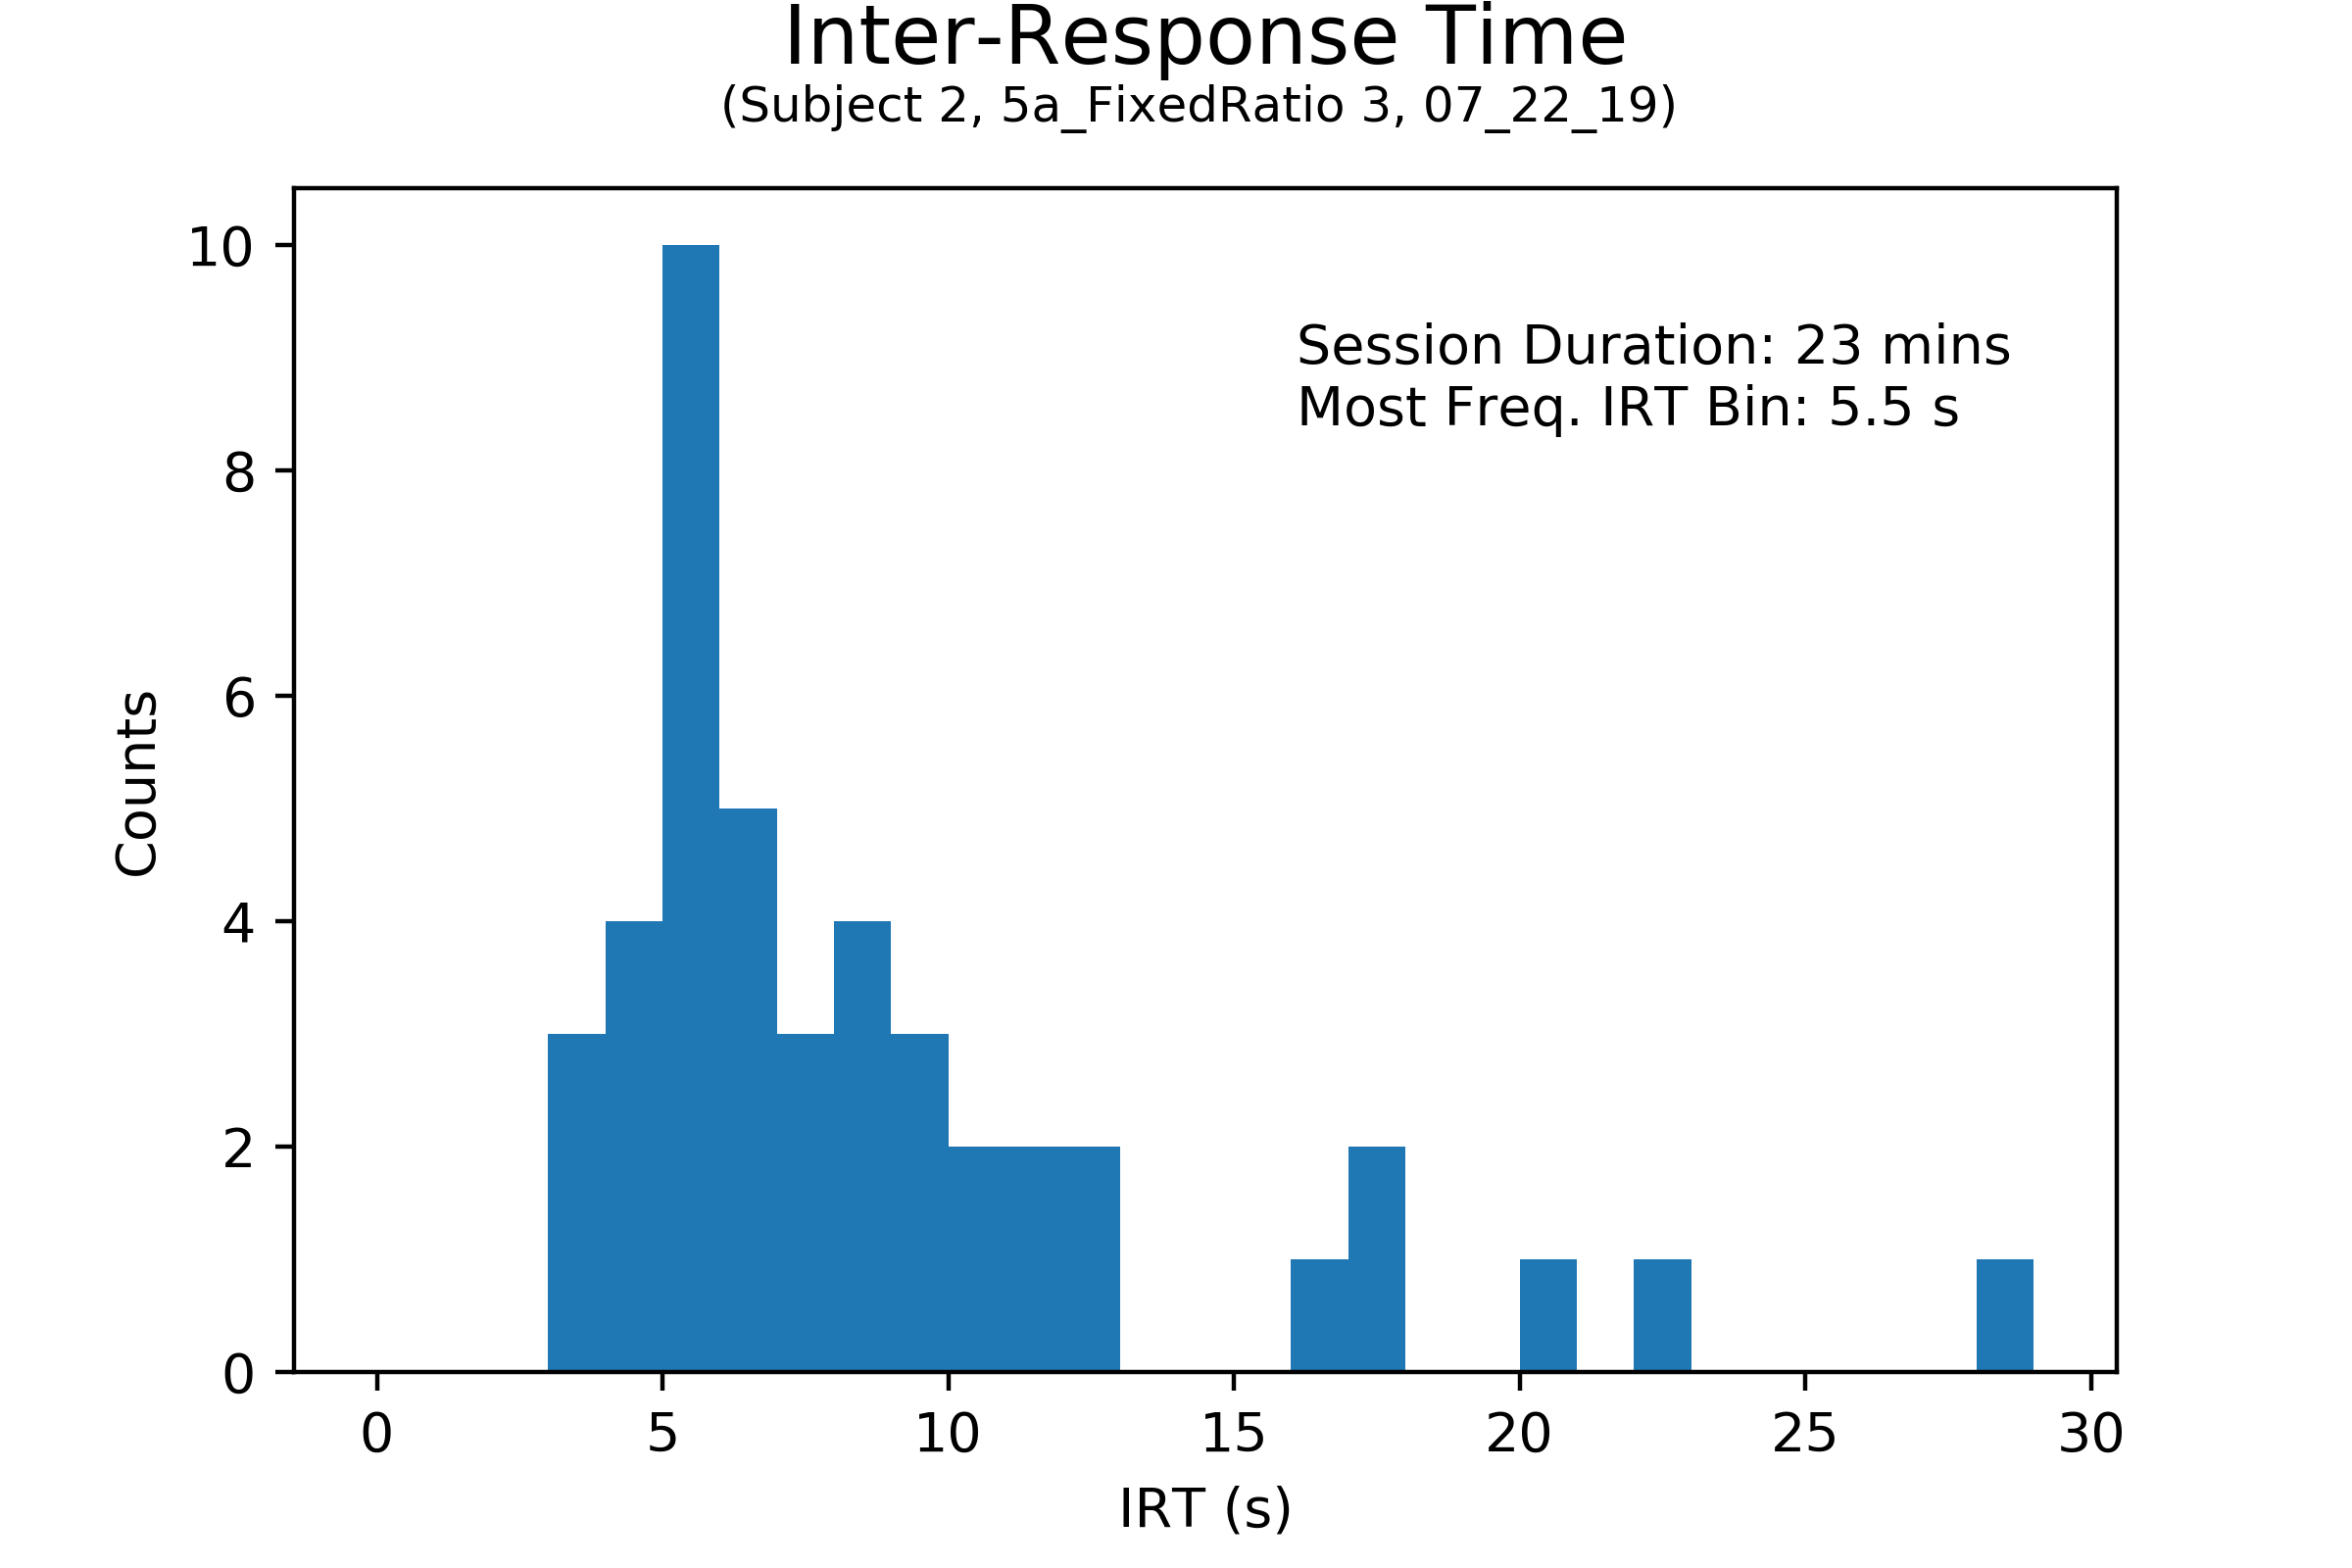 Inter-Response Time
(Subject 2, 5a_FixedRatio 3, 07_22_19)
Session Duration: 23 mins
Most Freq. IRT Bin: 5.5 s
10
8
6
4
2
0
Counts
0 5 10 15 20 25 30
IRT (s)